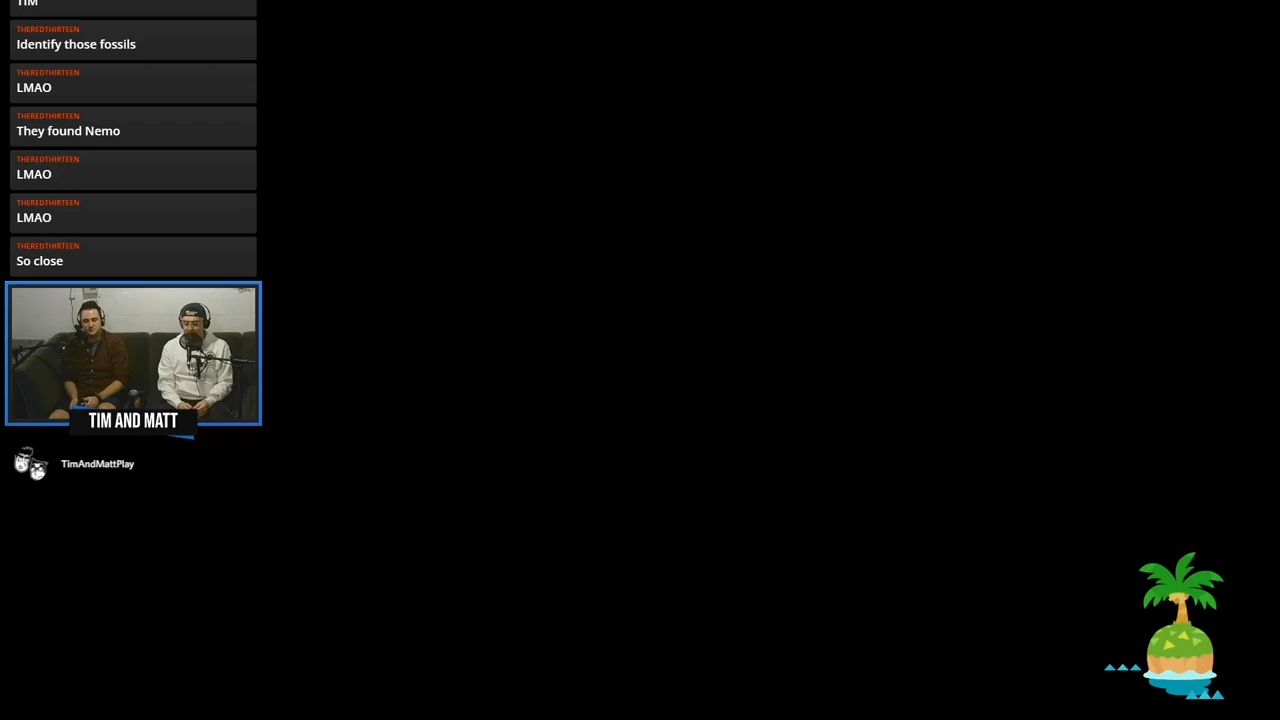 TIM
THEREDTHIRTEEN
Identify those fossils
THEREDTHIRTEEN
LMAO
THEREDTHIRTEEN
They found Nemo
THEREDTHIRTEEN
LMAO
THEREDTHIRTEEN
LMAO
THEREDTHIRTEEN
So close
TIM AND MATT
TimAndMattPlay